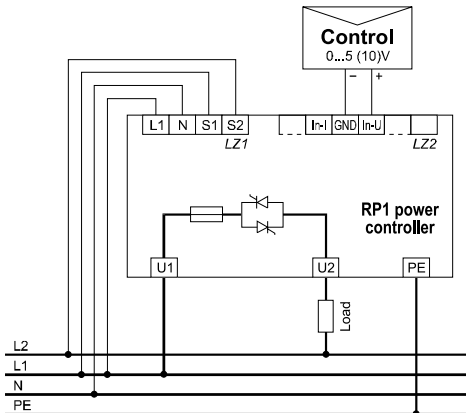 Control
0...5 (10)V
− +
L1 N S1 S2 In-I GND In-U
LZ1 LZ2
RP1 power
controller
U1 U2 PE
Load
L2
L1
N
PE